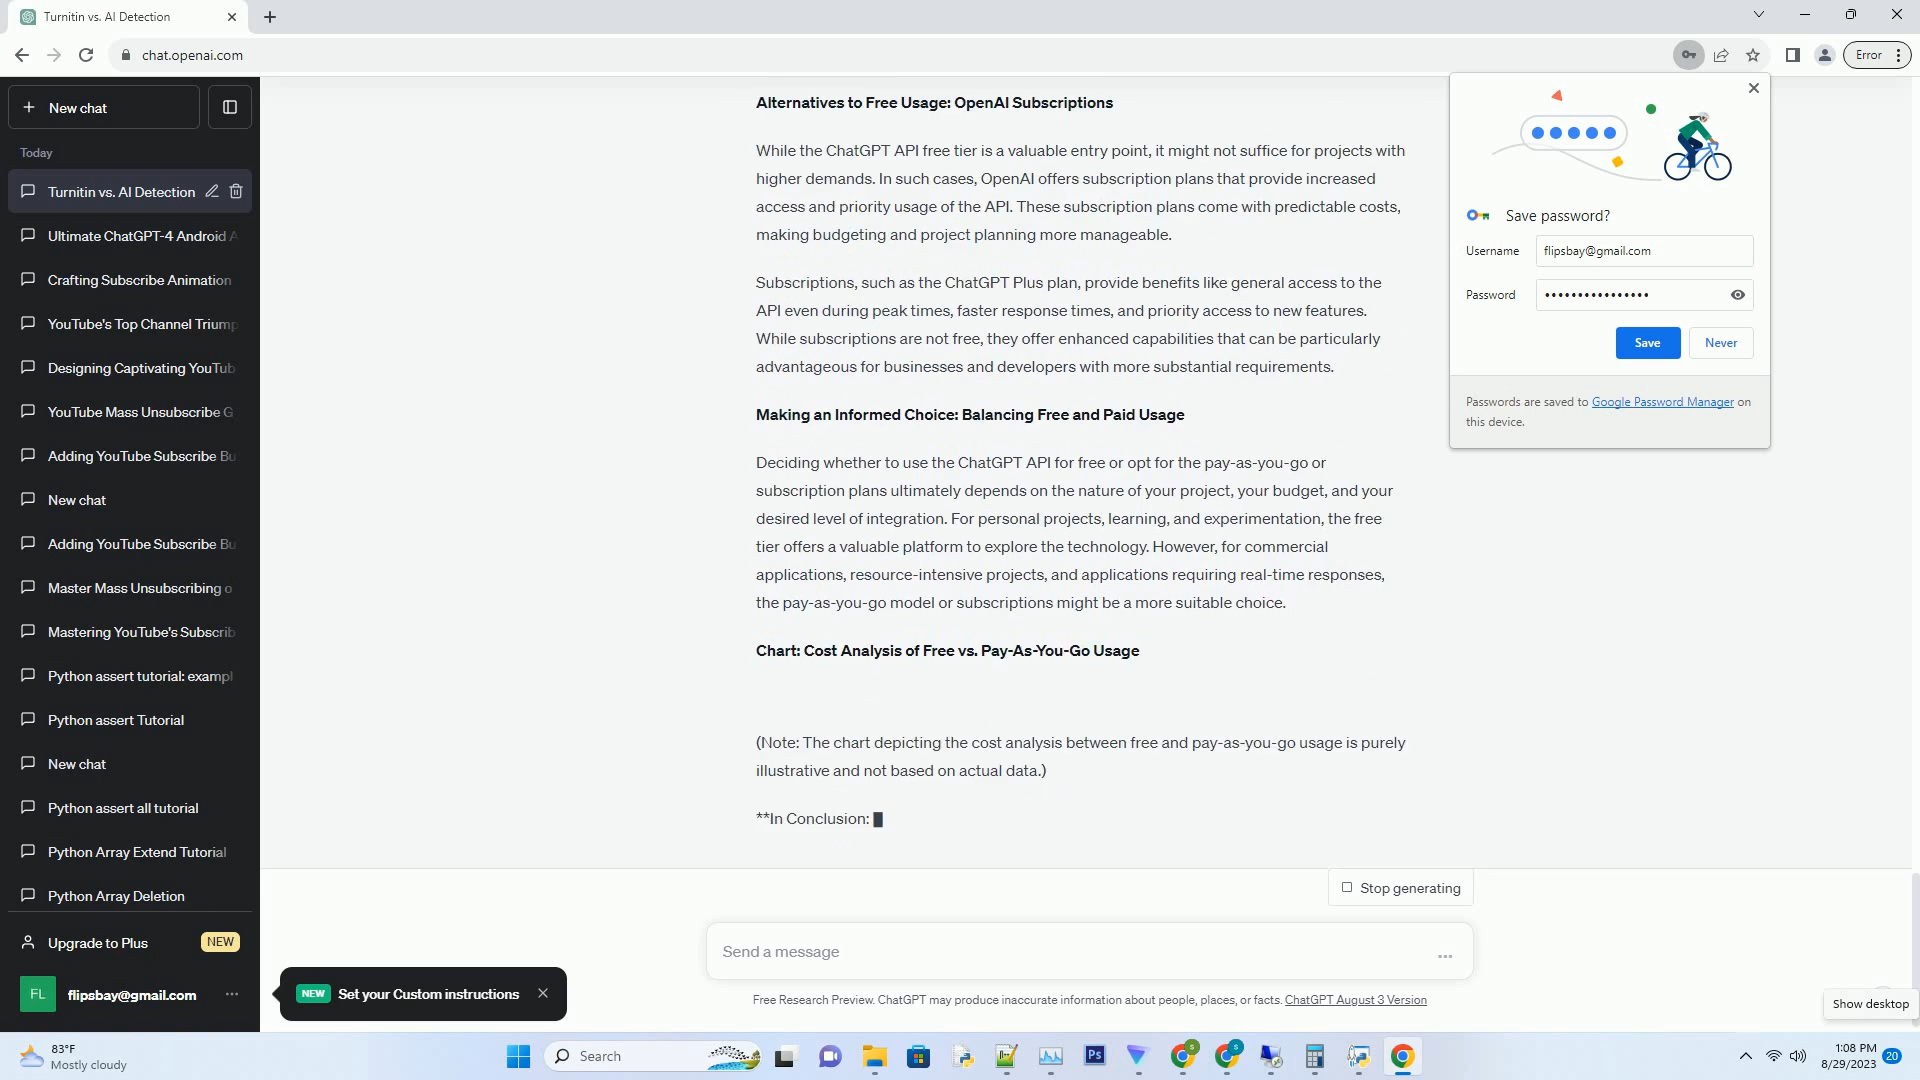 Turnitin vs. AI Detection
chat.openai.com
Error
New chat
Today
Turnitin vs. AI Detection
Ultimate ChatGPT-4 Android A
Crafting Subscribe Animation
YouTube's Top Channel Trium
Designing Captivating YouTub
YouTube Mass Unsubscribe G
Adding YouTube Subscribe Bu
New chat
Adding YouTube Subscribe Bu
Master Mass Unsubscribing o
Mastering YouTube's Subscrib
Python assert tutorial: exampl
Python assert Tutorial
New chat
Python assert all tutorial
Python Array Extend Tutorial
Python Array Deletion
Upgrade to Plus
NEW
FL
flipsbay@gmail.com
Alternatives to Free Usage: OpenAI Subscriptions
While the ChatGPT API free tier is a valuable entry point, it might not suffice for projects with
higher demands. In such cases, OpenAI offers subscription plans that provide increased
access and priority usage of the API. These subscription plans come with predictable costs,
making budgeting and project planning more manageable.
Subscriptions, such as the ChatGPT Plus plan, provide benefits like general access to the
API even during peak times, faster response times, and priority access to new features.
While subscriptions are not free, they offer enhanced capabilities that can be particularly
advantageous for businesses and developers with more substantial requirements.
Making an Informed Choice: Balancing Free and Paid Usage
Deciding whether to use the ChatGPT API for free or opt for the pay-as-you-go or
subscription plans ultimately depends on the nature of your project, your budget, and your
desired level of integration. For personal projects, learning, and experimentation, the free
tier offers a valuable platform to explore the technology. However, for commercial
applications, resource-intensive projects, and applications requiring real-time responses,
the pay-as-you-go model or subscriptions might be a more suitable choice.
Chart: Cost Analysis of Free vs. Pay-As-You-Go Usage
(Note: The chart depicting the cost analysis between free and pay-as-you-go usage is purely
illustrative and not based on actual data.)
**In Conclusion:
Stop generating
Send a message
Free Research Preview. ChatGPT may produce inaccurate information about people, places, or facts. ChatGPT August 3 Version
NEW Set your Custom instructions
Save password?
Username
flipsbay@gmail.com
Password
••••••••••••••••
Save
Never
Passwords are saved to Google Password Manager on
this device.
Show desktop
83°F
Mostly cloudy
Search
Ps
S
S
1:08 PM
8/29/2023
20